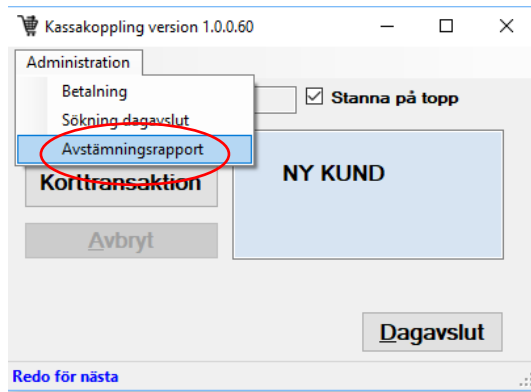 Kassakoppling version 1.0.0.60
Administration
Betalning
Stanna på topp
Sökning dagavslut
Avstämningsrapport
Korttransaktion
NY KUND
Avbryt
Dagavslut
Redo för nästa